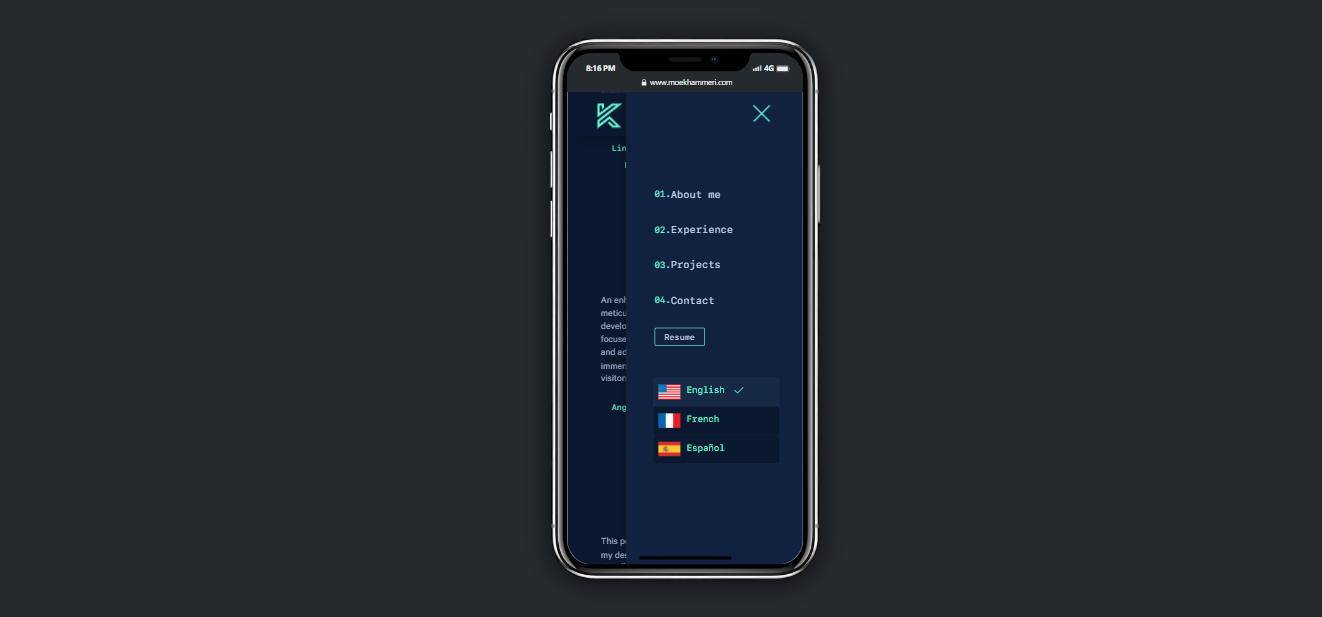 8:16 PM
4G
www.moekhammeri.com
Lin
01.About me
02.Experience
03.Projects
An enh
meticu
04.Contact
develo
focuse
Resume
and ad
immer
visitor
English
Ang
French
Español
This p
my des